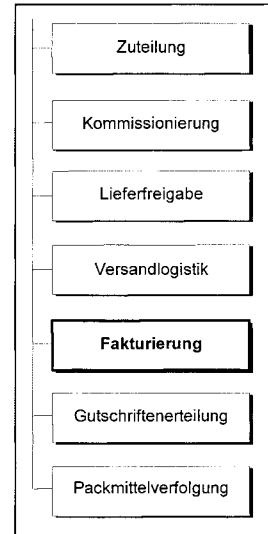 Zuteilung
Kommissionierung
Lieferfreigabe
Versandlogistik
Fakturierung
Gutschriftenerteilung
Packmittelverfolgung